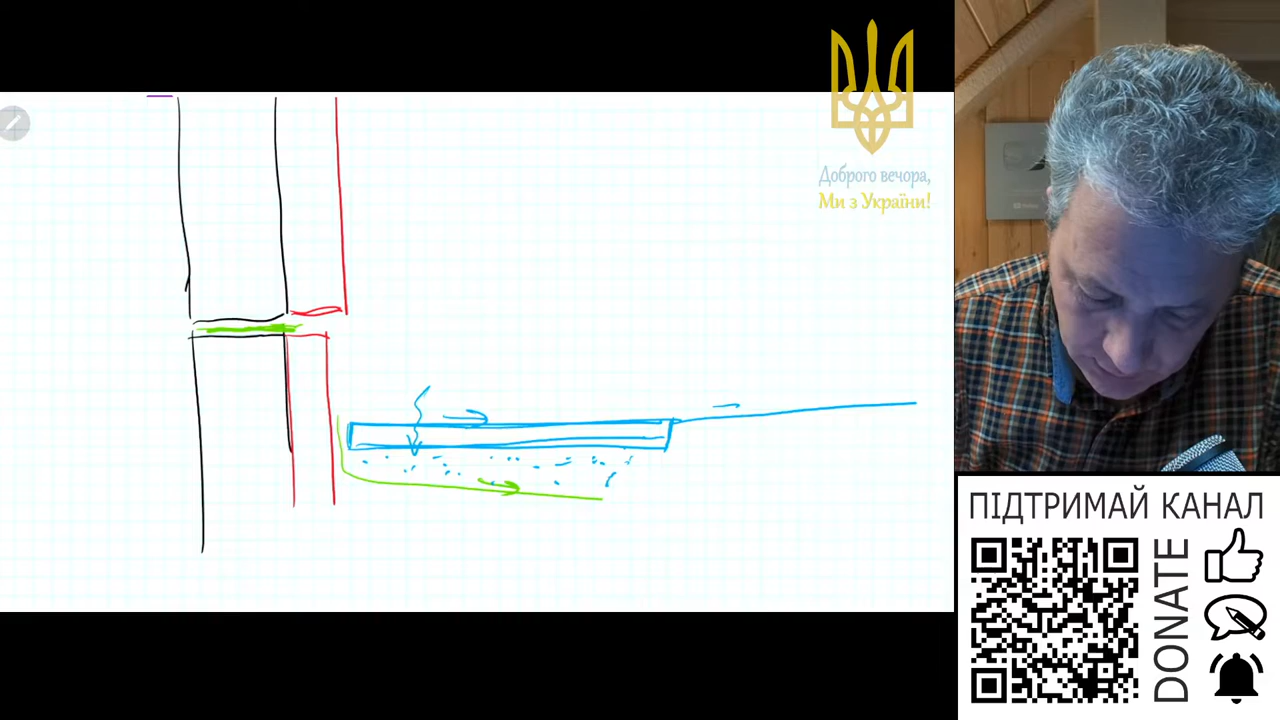 Доброго вечора,
Ми з України!
ПІДТРИМАЙ КАНАЛ
DONATE